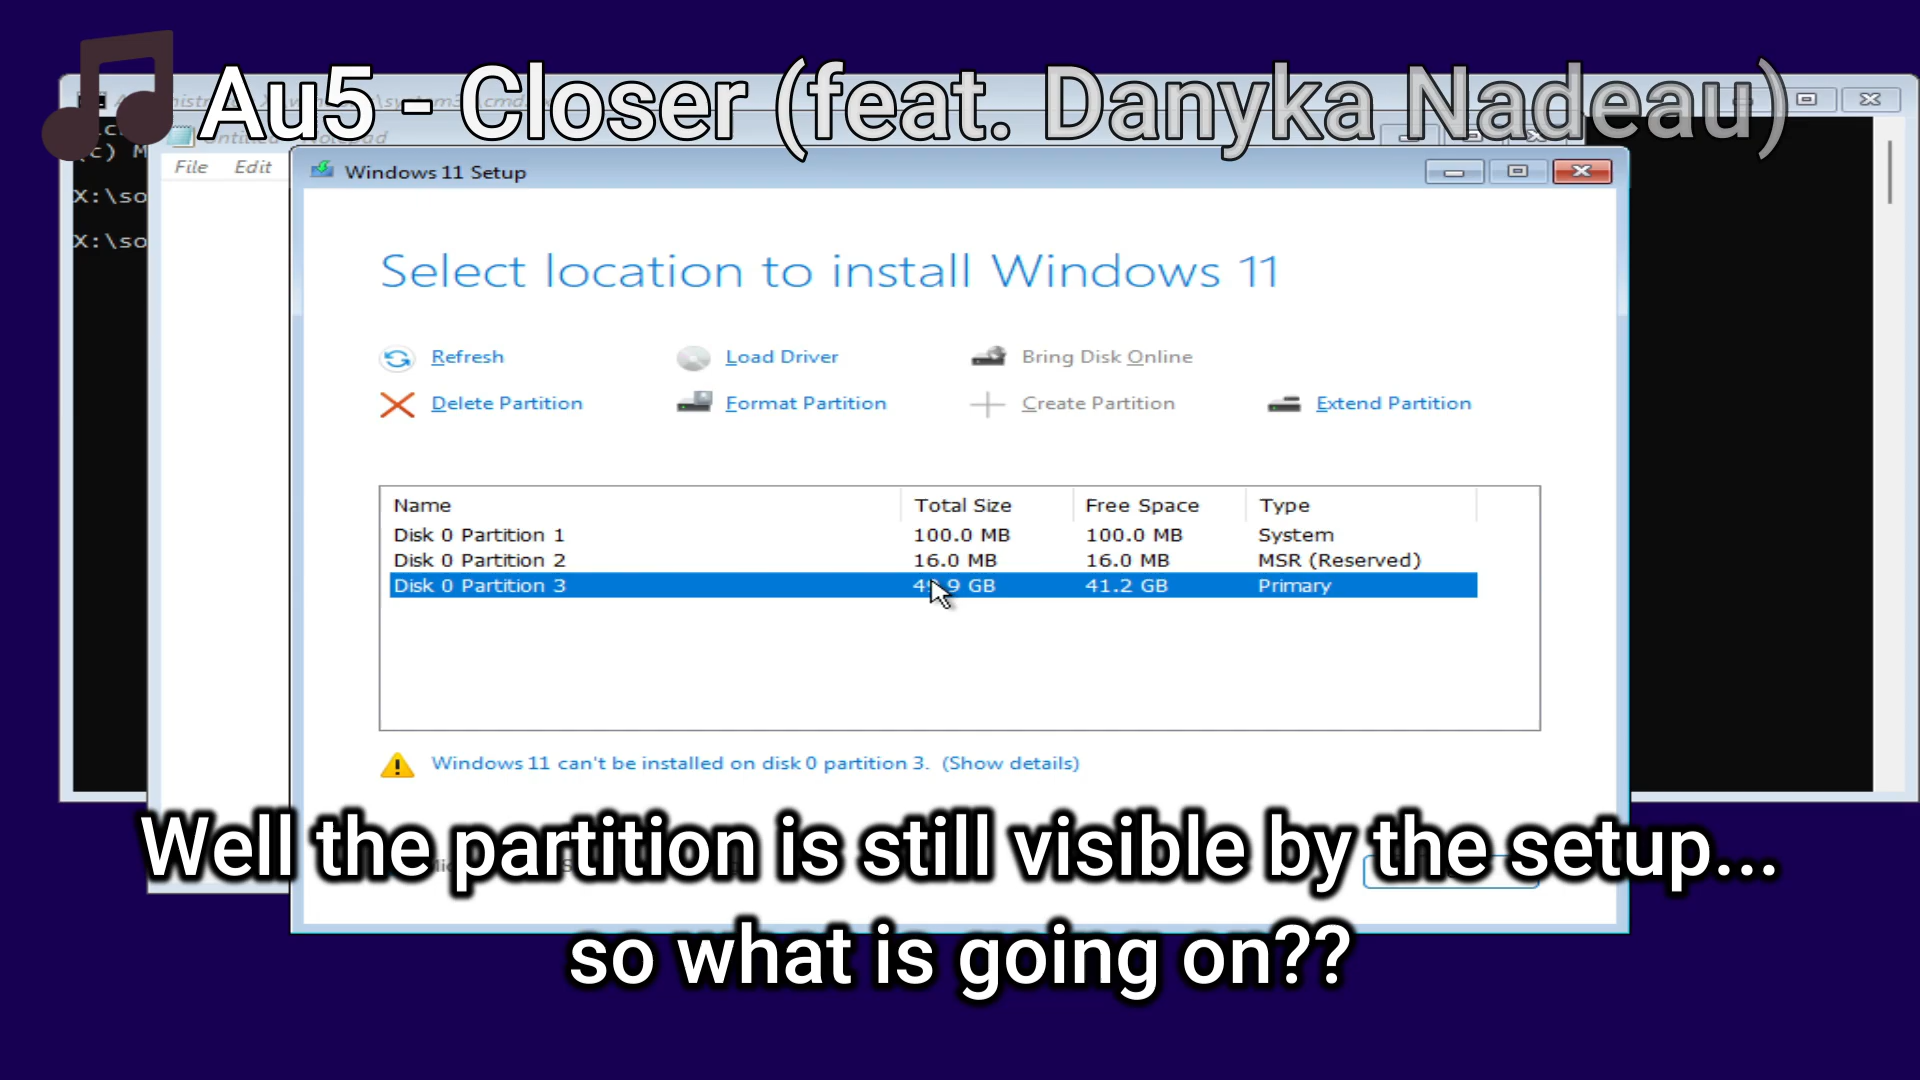 Au5 - Closer (feat. Danyka Nadeau)
File Edit
X:\so
X:\so
Windows 11 Setup
Select location to install Windows 11
Refresh Load Driver Bring Disk Online
Delete Partition Format Partition Create Partition Extend Partition
Name Total Size Free Space Type
Disk 0 Partition 1 100.0 MB 100.0 MB System
Disk 0 Partition 2 16.0 MB 16.0 MB MSR (Reserved)
Disk 0 Partition 3 GB 41.2 GB Primary
Windows 11 can't be installed on disk 0 partition 3. (Show details)
Well the partition is still visible by the setup...
so what is going on??